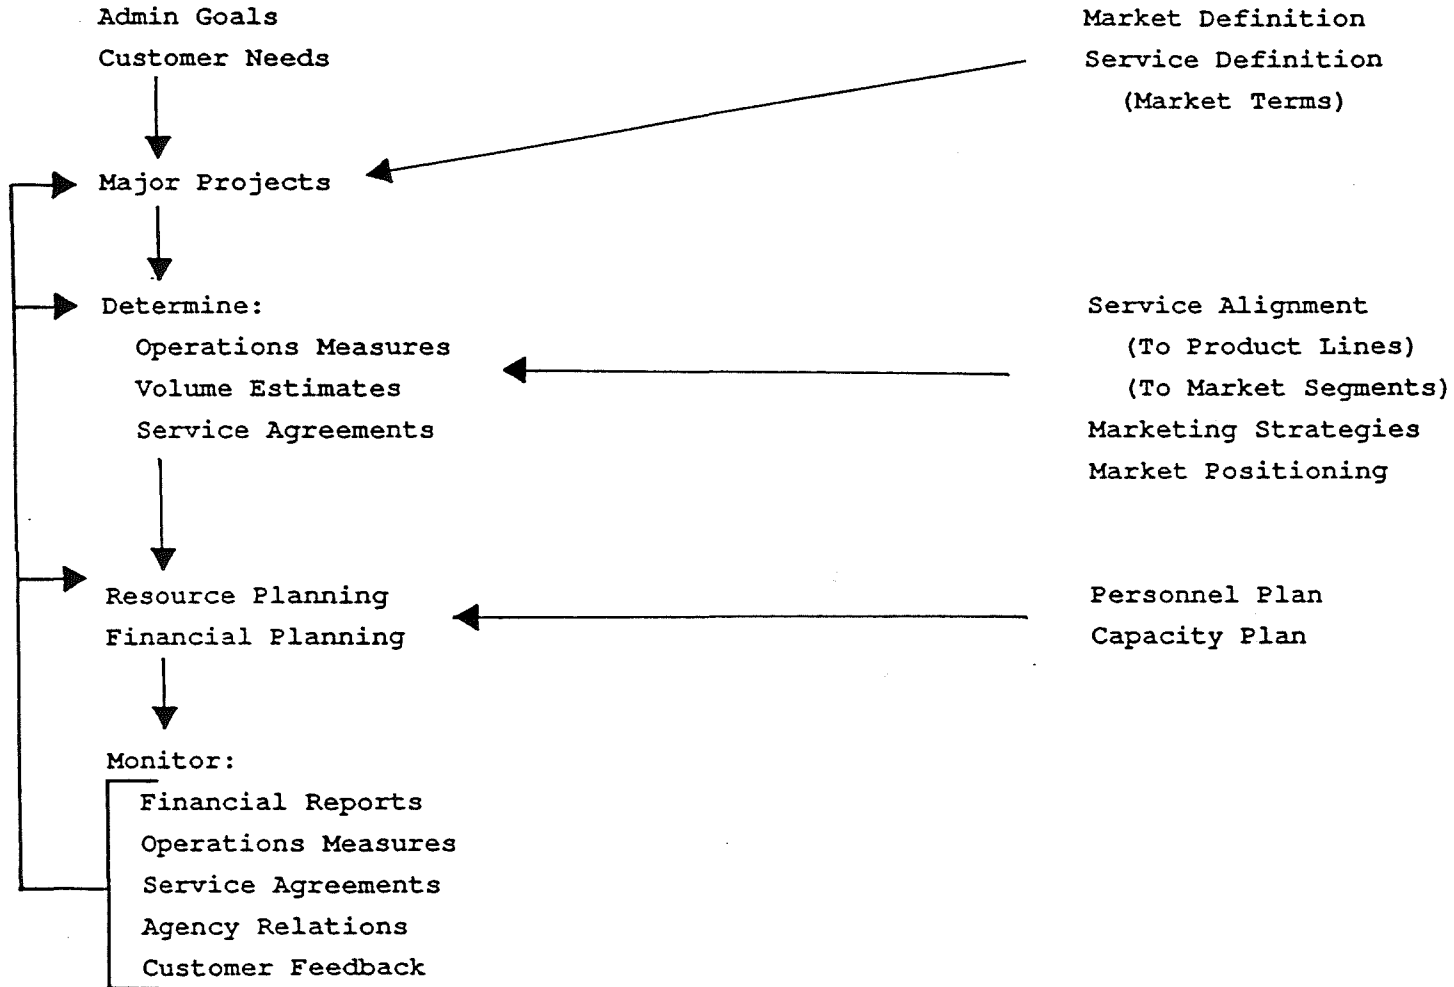 Admin Goals
Customer Needs
Market Definition
Service Definition
(Market Terms)
Major Projects
Determine:
Operations Measures
Volume Estimates
Service Agreements
Service Alignment
(To Product Lines)
(To Market Segments)
Marketing Strategies
Market Positioning
Resource Planning
Financial Planning
Personnel Plan
Capacity Plan
Monitor:
Financial Reports
Operations Measures
Service Agreements
Agency Relations
Customer Feedback